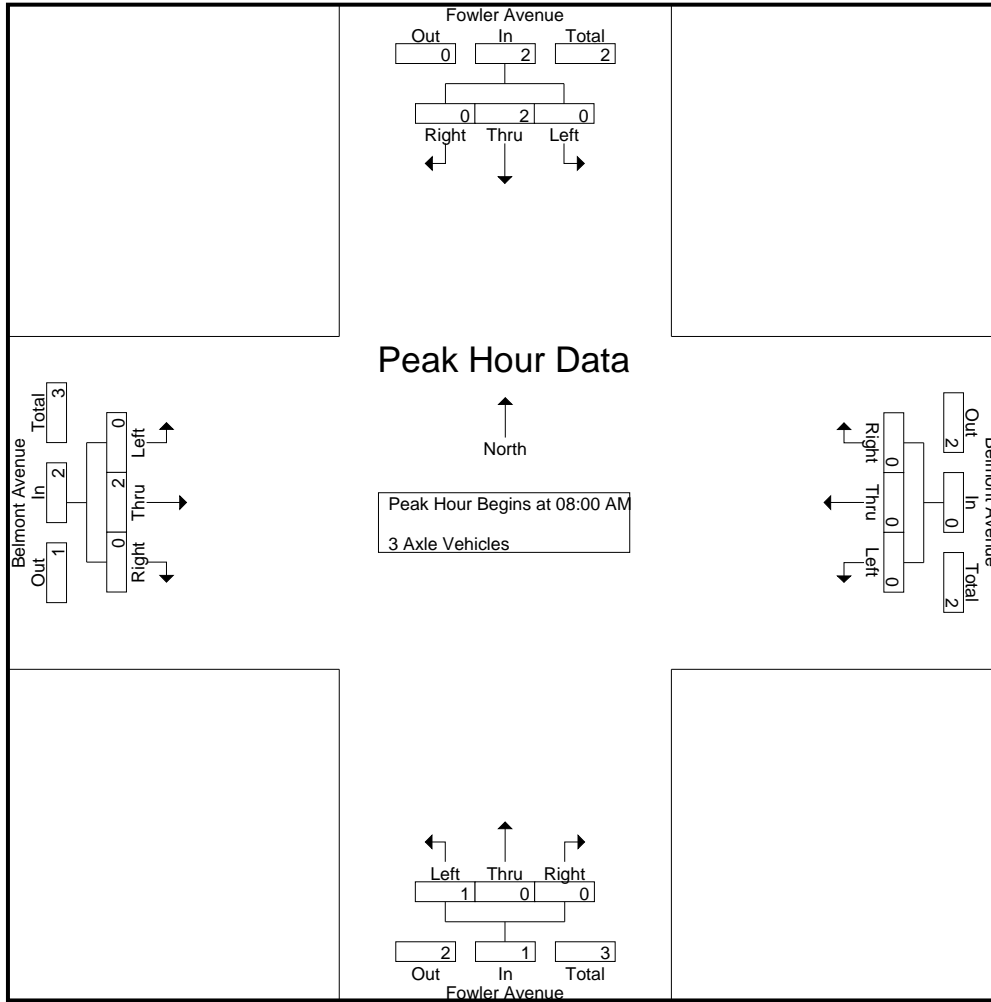 Fowler Avenue
Out In Total
0 2 2
0 2 0
Right Thru Left
Peak Hour Data
North
Peak Hour Begins at 08:00 AM
3 Axle Vehicles
Belmont Avenue
Total In Out
3 2 1
0 2 0
Left Thru Right
Belmont Avenue
Out In Total
2 0 2
0 0 0
Right Thru Left
Left Thru Right
1 0 0
2 1 3
Out In Total
Fowler Avenue